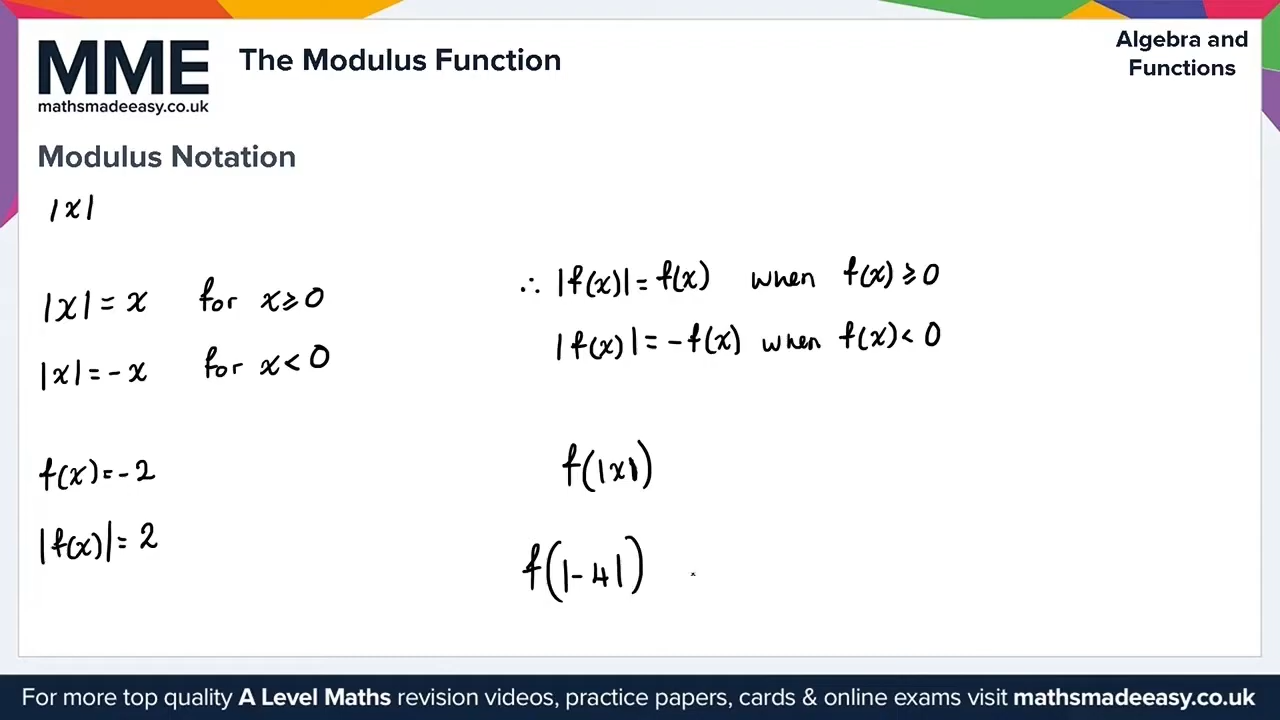 MME
mathsmadeeasy.co.uk
The Modulus Function
Algebra and
Functions
Modulus Notation
|x|
|x| = x for x ≥ 0
|x| = -x for x < 0
f(x) = -2
|f(x)| = 2
∴ |f(x)| = f(x) when f(x) ≥ 0
|f(x)| = -f(x) when f(x) < 0
f(|x|)
f(|-4|)
For more top quality A Level Maths revision videos, practice papers, cards & online exams visit mathsmadeeasy.co.uk